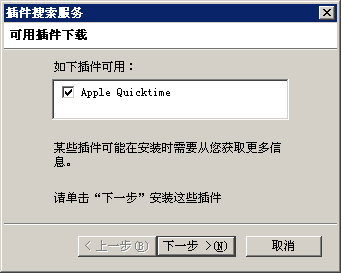 插件搜索服务
可用插件下载
如下插件可用：
Apple Quicktime
某些插件可能在安装时需要从您获取更多信
息。
请单击“下一步”安装这些插件
< 上一步(B)
下一步 >(N)
取消